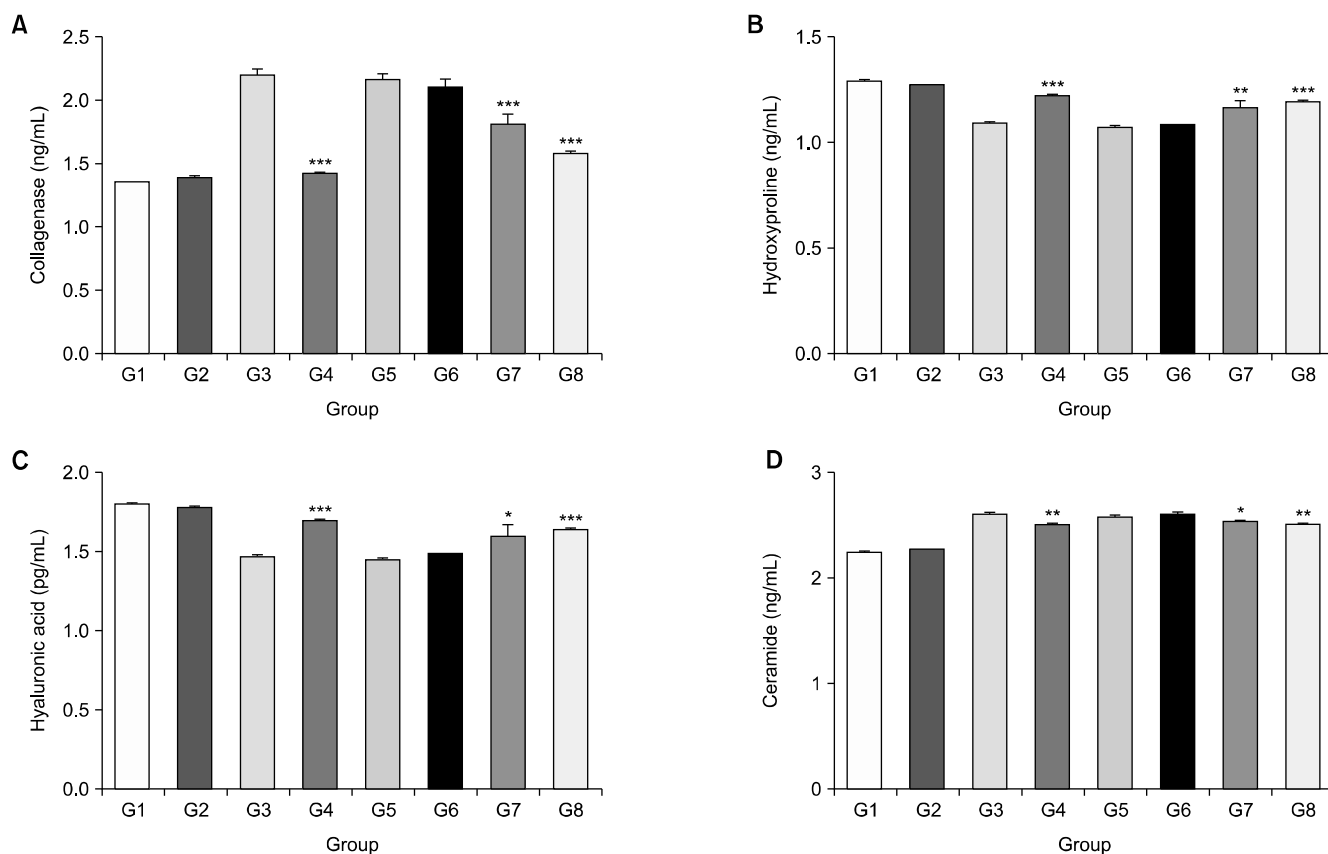 A
Collagenase (ng/mL)
2.5
2.0
1.5
1.0
0.5
0.0
***
***
***
G1 G2 G3 G4 G5 G6 G7 G8
Group
B
Hydroxyproline (ng/mL)
1.5
1.0
0.5
0.0
***
**
***
G1 G2 G3 G4 G5 G6 G7 G8
Group
C
Hyaluronic acid (pg/mL)
2.0
1.5
1.0
0.5
0.0
***
*
***
G1 G2 G3 G4 G5 G6 G7 G8
Group
D
Ceramide (ng/mL)
3
2
1
0
**
*
**
G1 G2 G3 G4 G5 G6 G7 G8
Group